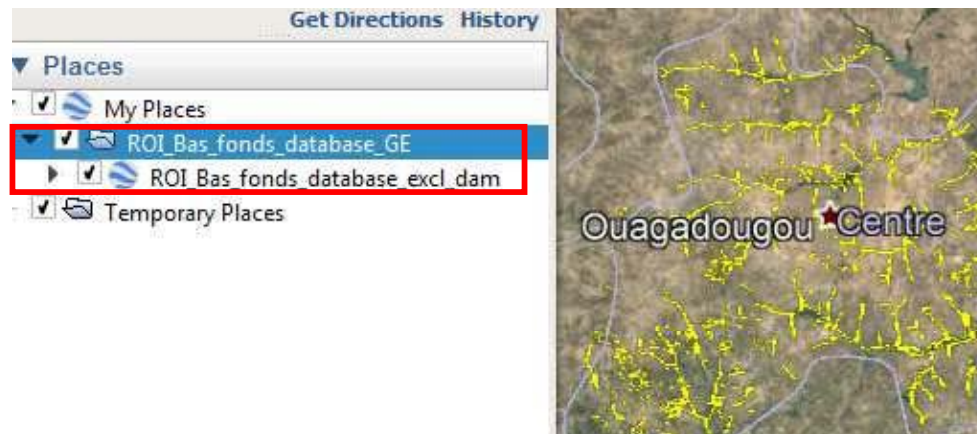 Get Directions History
Places
My Places
ROI_Bas_fonds_database_GE
ROI_Bas_fonds_database_excl_dam
Temporary Places
Ouagadougou Centre